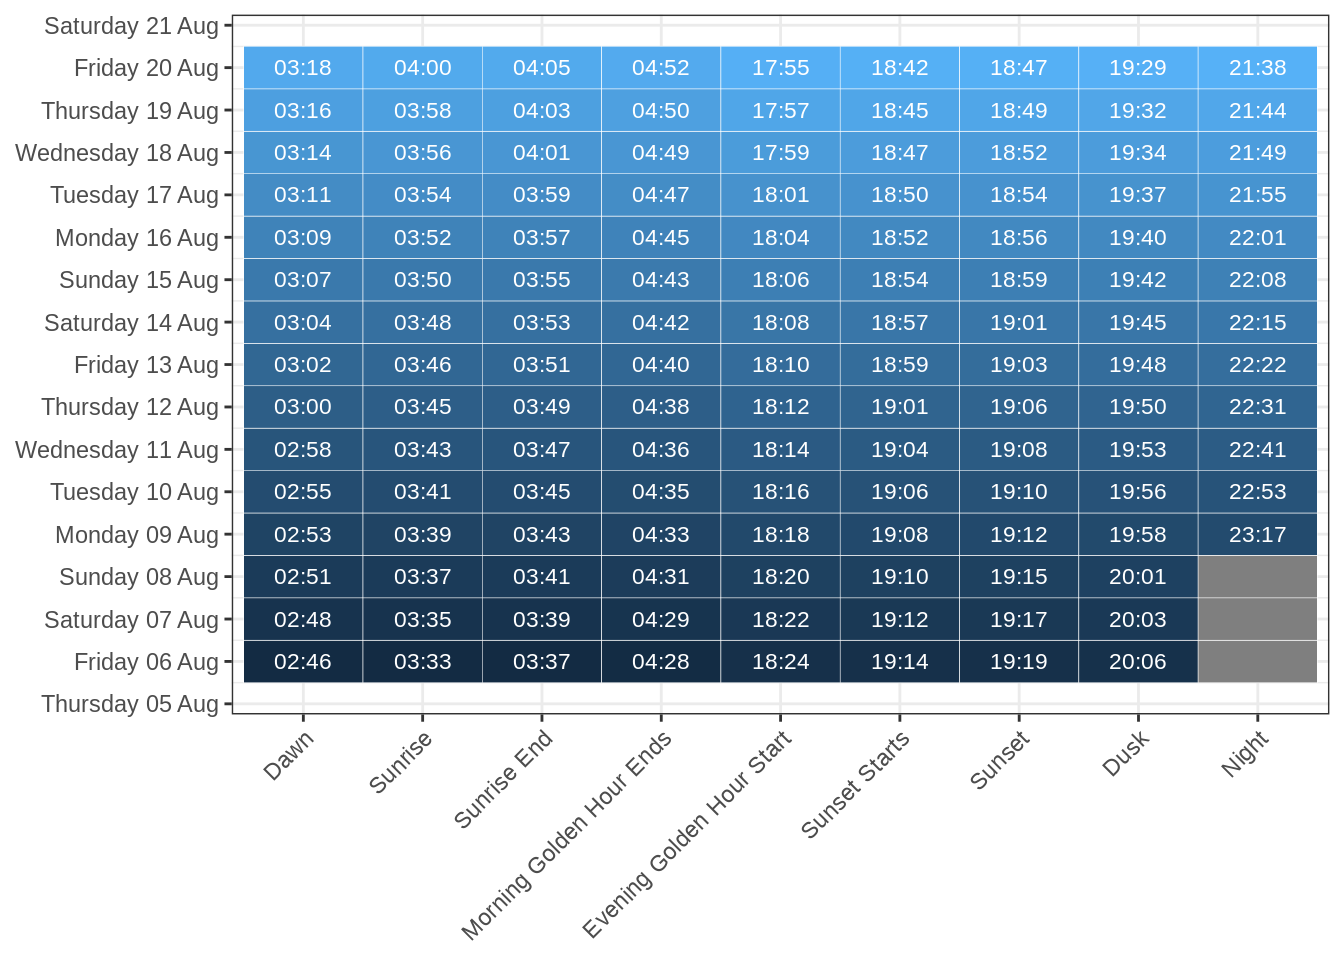 Saturday 21 Aug
Friday 20 Aug 03:18 04:00 04:05 04:52 17:55 18:42 18:47 19:29 21:38
Thursday 19 Aug 03:16 03:58 04:03 04:50 17:57 18:45 18:49 19:32 21:44
Wednesday 18 Aug 03:14 03:56 04:01 04:49 17:59 18:47 18:52 19:34 21:49
Tuesday 17 Aug 03:11 03:54 03:59 04:47 18:01 18:50 18:54 19:37 21:55
Monday 16 Aug 03:09 03:52 03:57 04:45 18:04 18:52 18:56 19:40 22:01
Sunday 15 Aug 03:07 03:50 03:55 04:43 18:06 18:54 18:59 19:42 22:08
Saturday 14 Aug 03:04 03:48 03:53 04:42 18:08 18:57 19:01 19:45 22:15
Friday 13 Aug 03:02 03:46 03:51 04:40 18:10 18:59 19:03 19:48 22:22
Thursday 12 Aug 03:00 03:45 03:49 04:38 18:12 19:01 19:06 19:50 22:31
Wednesday 11 Aug 02:58 03:43 03:47 04:36 18:14 19:04 19:08 19:53 22:41
Tuesday 10 Aug 02:55 03:41 03:45 04:35 18:16 19:06 19:10 19:56 22:53
Monday 09 Aug 02:53 03:39 03:43 04:33 18:18 19:08 19:12 19:58 23:17
Sunday 08 Aug 02:51 03:37 03:41 04:31 18:20 19:10 19:15 20:01
Saturday 07 Aug 02:48 03:35 03:39 04:29 18:22 19:12 19:17 20:03
Friday 06 Aug 02:46 03:33 03:37 04:28 18:24 19:14 19:19 20:06
Thursday 05 Aug
Dawn
Sunrise
Sunrise End
Morning Golden Hour Ends
Evening Golden Hour Start
Sunset Starts
Sunset
Dusk
Night